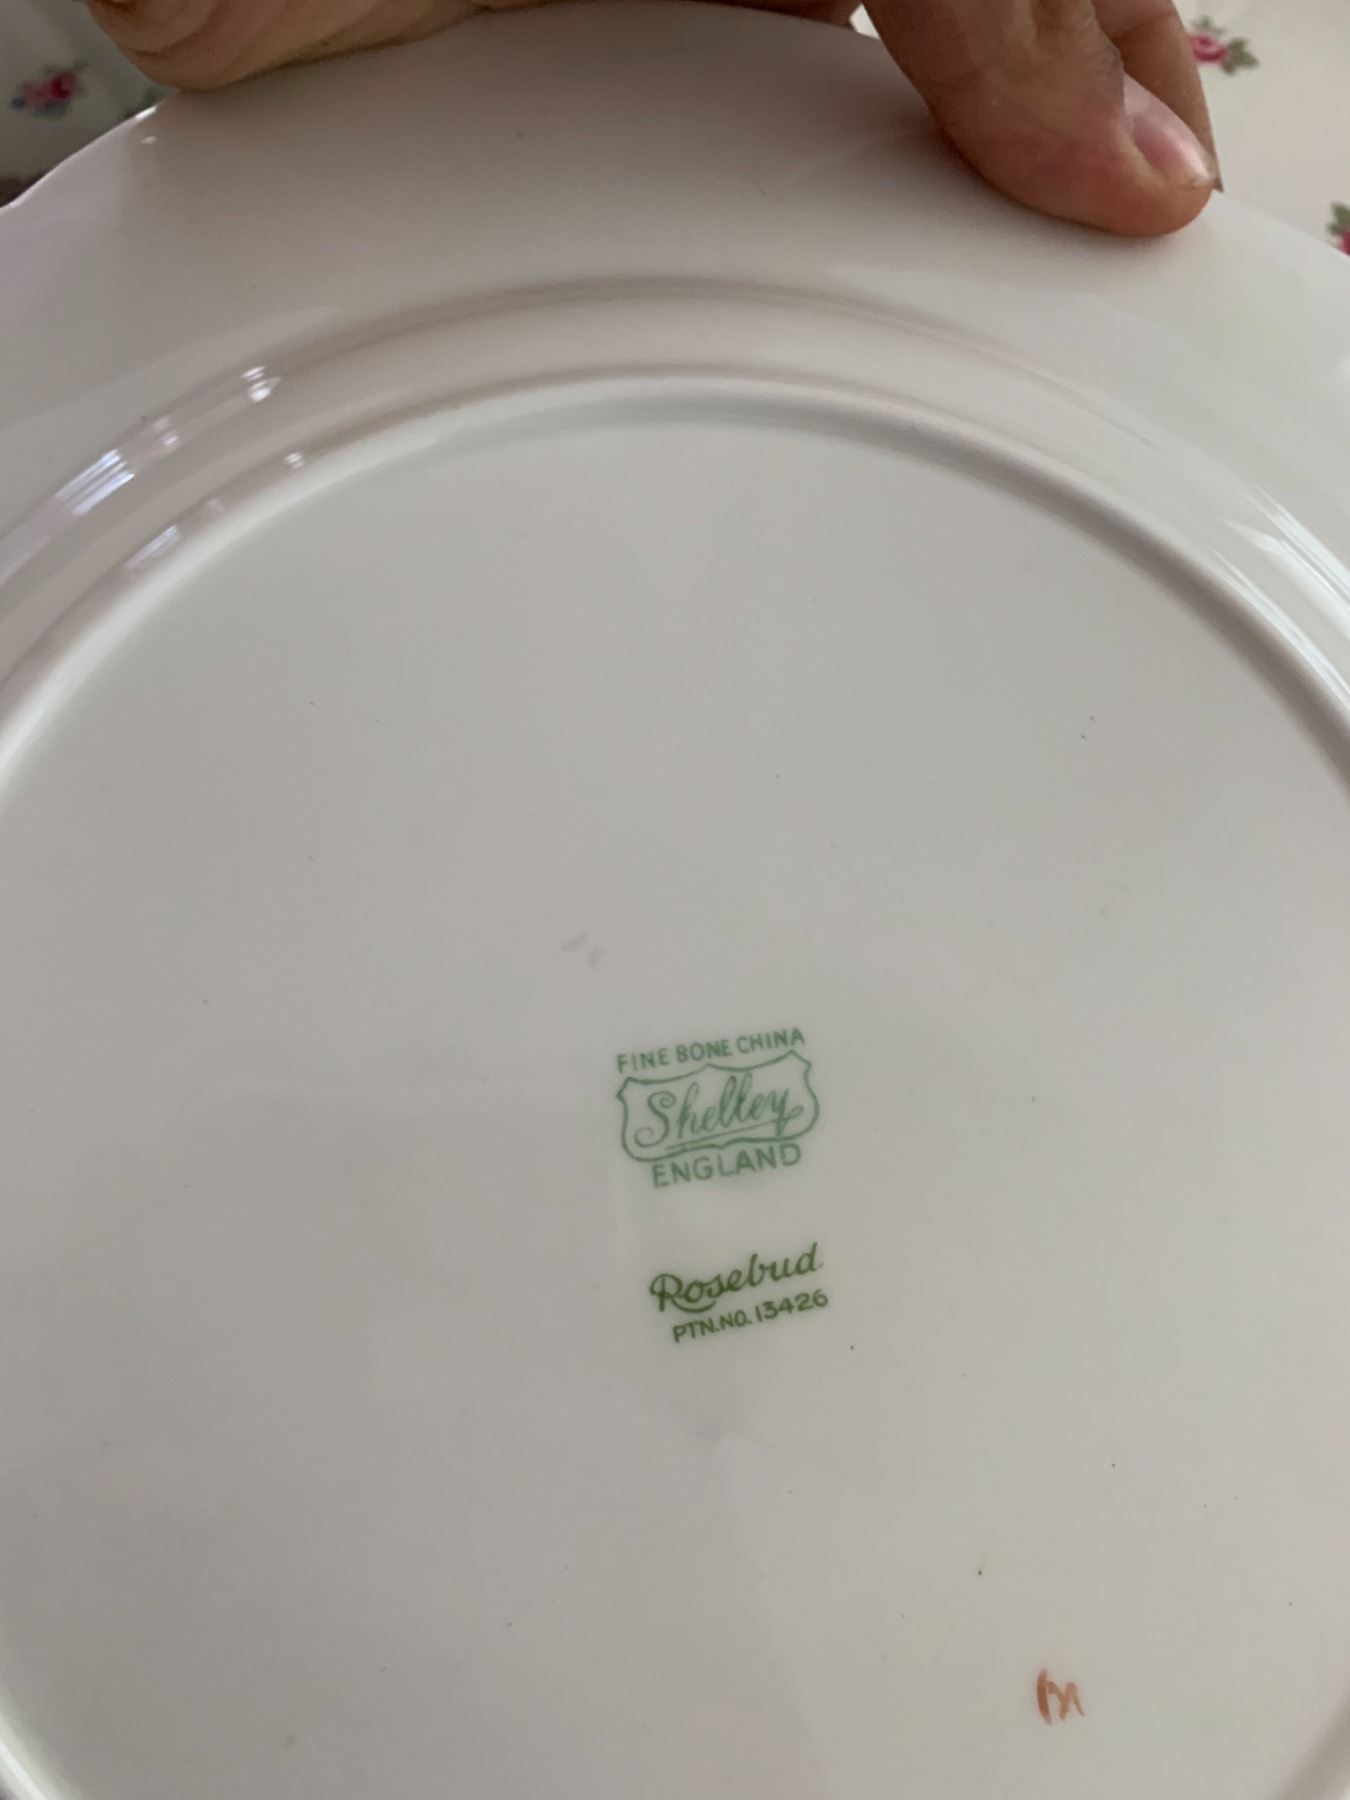 FINE BONE CHINA
Shelley
ENGLAND
Rosebud
PTN.NO.13426
M